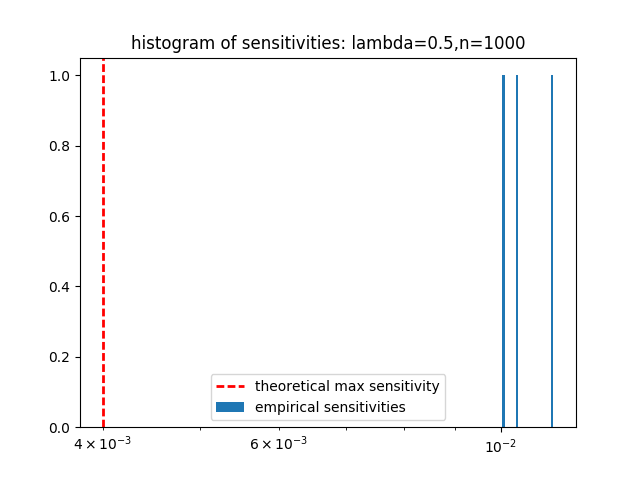 histogram of sensitivities: lambda=0.5,n=1000
1.0
0.8
0.6
0.4
0.2
0.0
theoretical max sensitivity
empirical sensitivities
4 × 10⁻³
6 × 10⁻³
10⁻²